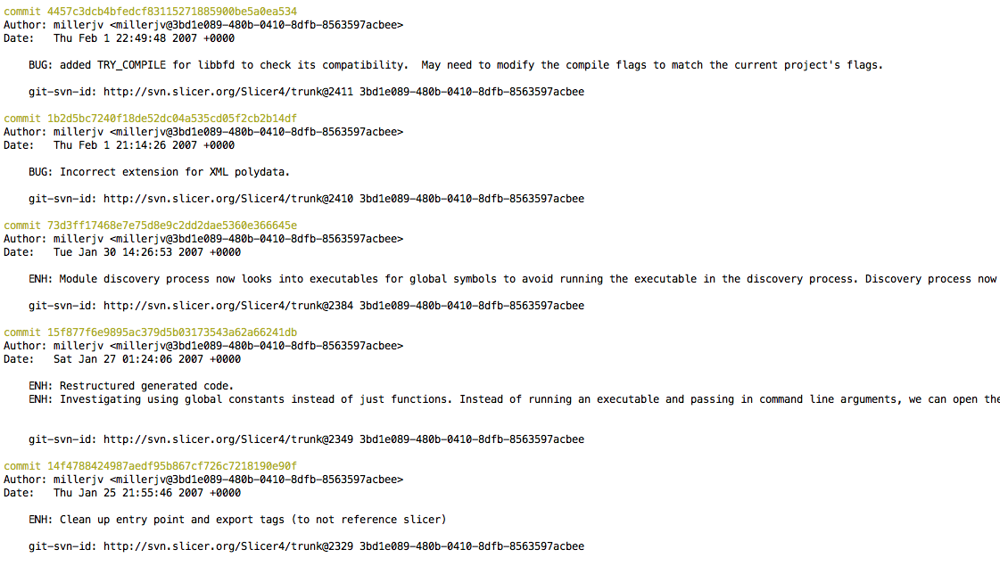 commit 4457c3dcb4bfedcf83115271885900be5a0ea534
Author: millerjv <millerjv@3bd1e089-480b-0410-8dfb-8563597acbee>
Date:   Thu Feb 1 22:49:48 2007 +0000
BUG: added TRY_COMPILE for libbfd to check its compatibility.  May need to modify the compile flags to match the current project's flags.
git-svn-id: http://svn.slicer.org/Slicer4/trunk@2411 3bd1e089-480b-0410-8dfb-8563597acbee
commit 1b2d5bc7240f18de52dc04a535cd05f2cb2b14df
Author: millerjv <millerjv@3bd1e089-480b-0410-8dfb-8563597acbee>
Date:   Thu Feb 1 21:14:26 2007 +0000
BUG: Incorrect extension for XML polydata.
git-svn-id: http://svn.slicer.org/Slicer4/trunk@2410 3bd1e089-480b-0410-8dfb-8563597acbee
commit 73d3ff17468e7e75d8e9c2dd2dae5360e366645e
Author: millerjv <millerjv@3bd1e089-480b-0410-8dfb-8563597acbee>
Date:   Tue Jan 30 14:26:53 2007 +0000
ENH: Module discovery process now looks into executables for global symbols to avoid running the executable in the discovery process. Discovery process now
git-svn-id: http://svn.slicer.org/Slicer4/trunk@2384 3bd1e089-480b-0410-8dfb-8563597acbee
commit 15f877f6e9895ac379d5b03173543a62a66241db
Author: millerjv <millerjv@3bd1e089-480b-0410-8dfb-8563597acbee>
Date:   Sat Jan 27 01:24:06 2007 +0000
ENH: Restructured generated code.
ENH: Investigating using global constants instead of just functions. Instead of running an executable and passing in command line arguments, we can open the
git-svn-id: http://svn.slicer.org/Slicer4/trunk@2349 3bd1e089-480b-0410-8dfb-8563597acbee
commit 14f4788424987aedf95b867cf726c7218190e90f
Author: millerjv <millerjv@3bd1e089-480b-0410-8dfb-8563597acbee>
Date:   Thu Jan 25 21:55:46 2007 +0000
ENH: Clean up entry point and export tags (to not reference slicer)
git-svn-id: http://svn.slicer.org/Slicer4/trunk@2329 3bd1e089-480b-0410-8dfb-8563597acbee